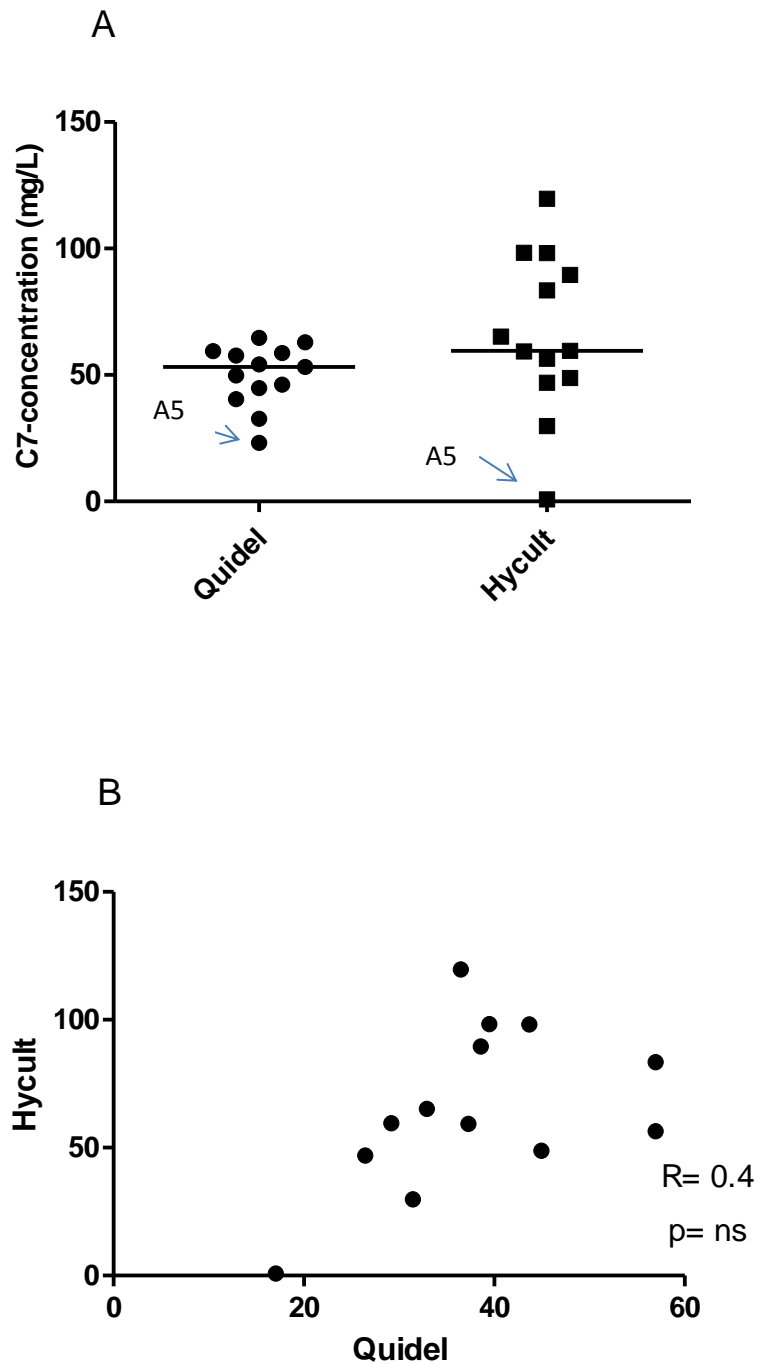 A
C7-concentration (mg/L)
150
100
50
0
A5
A5
Quidel
Hycult
B
Hycult
150
100
50
0
R= 0.4
p= ns
0
20
40
60
Quidel